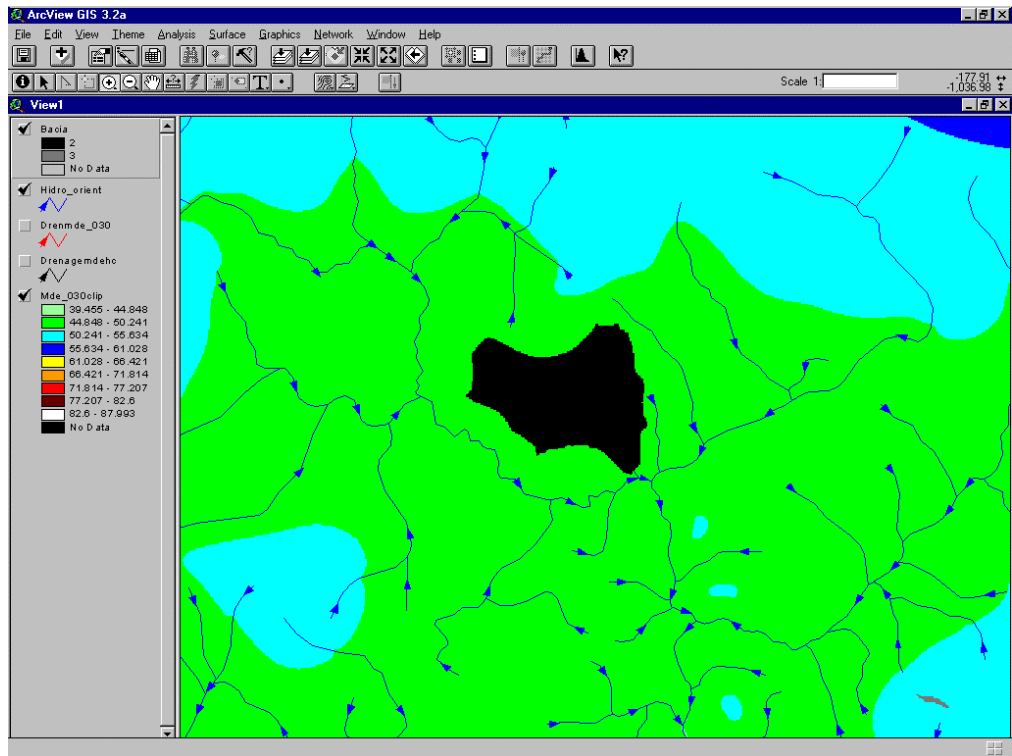 ArcView GIS 3.2a
File Edit View Theme Analysis Surface Graphics Network Window Help
Scale 1:
-177.91
-1,036.98
View1
Bacia
2
3
No Data
Hidro_orient
Drenmde_030
Drenagemdehc
Mde_030clip
39.455 - 44.848
44.848 - 50.241
50.241 - 55.634
55.634 - 61.028
61.028 - 66.421
66.421 - 71.814
71.814 - 77.207
77.207 - 82.6
82.6 - 87.993
No Data